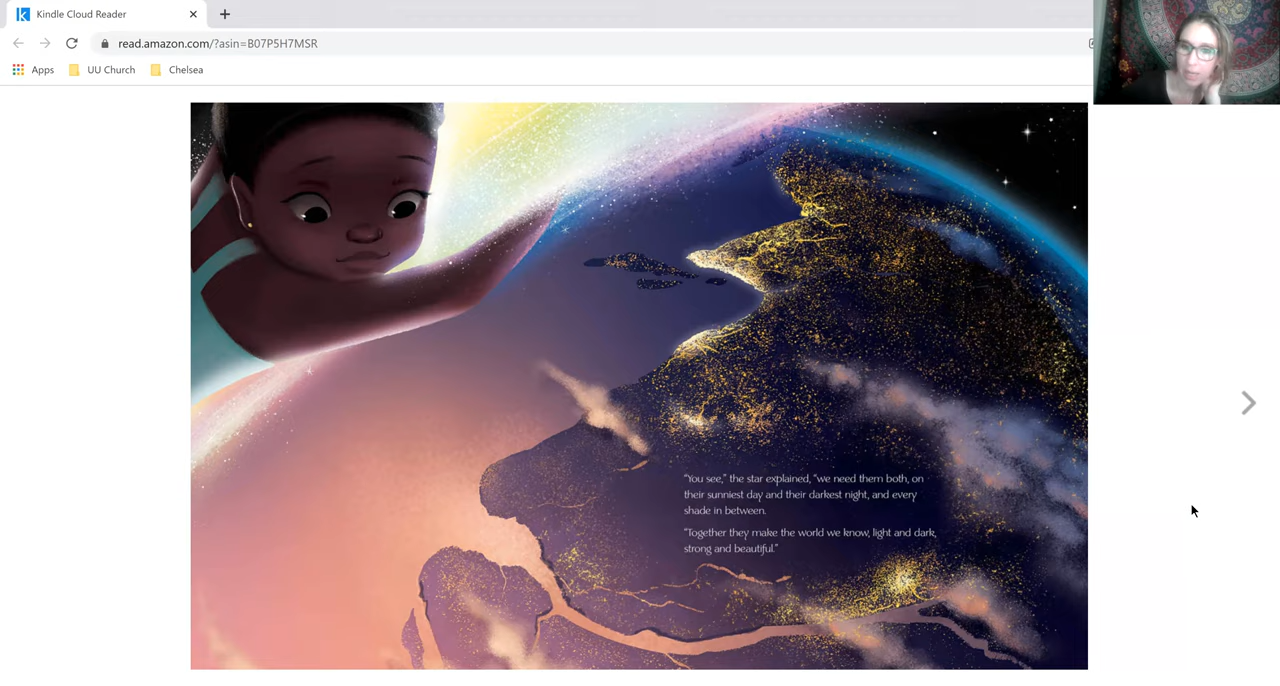 Kindle Cloud Reader
read.amazon.com/?asin=B07P5H7MSR
Apps UU Church Chelsea
“You see,” the star explained, “we need them both, on
their sunniest day and their darkest night, and every
shade in between.
“Together they make the world we know, light and dark,
strong and beautiful.”